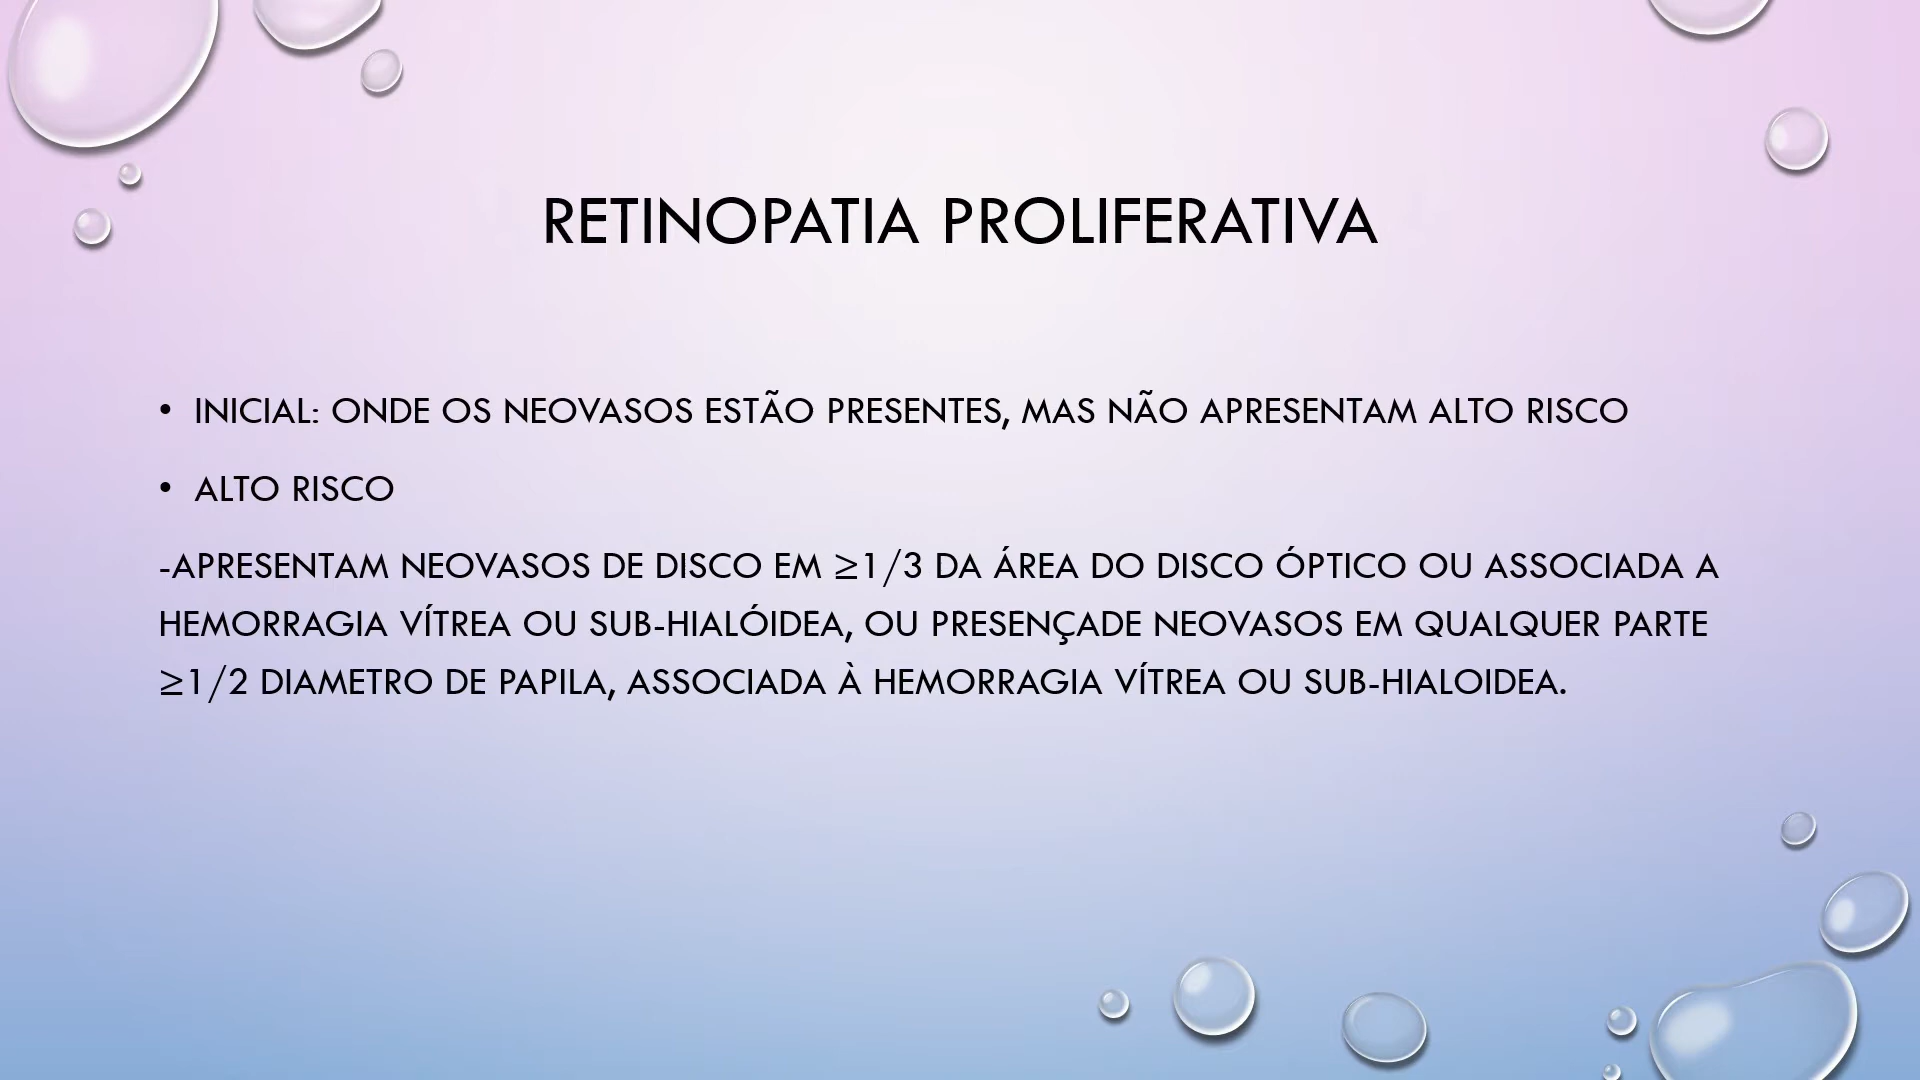 RETINOPATIA PROLIFERATIVA
• INICIAL: ONDE OS NEOVASOS ESTÃO PRESENTES, MAS NÃO APRESENTAM ALTO RISCO
• ALTO RISCO
-APRESENTAM NEOVASOS DE DISCO EM ≥1/3 DA ÁREA DO DISCO ÓPTICO OU ASSOCIADA A
HEMORRAGIA VÍTREA OU SUB-HIALÓIDEA, OU PRESENÇADE NEOVASOS EM QUALQUER PARTE
≥1/2 DIAMETRO DE PAPILA, ASSOCIADA À HEMORRAGIA VÍTREA OU SUB-HIALOIDEA.